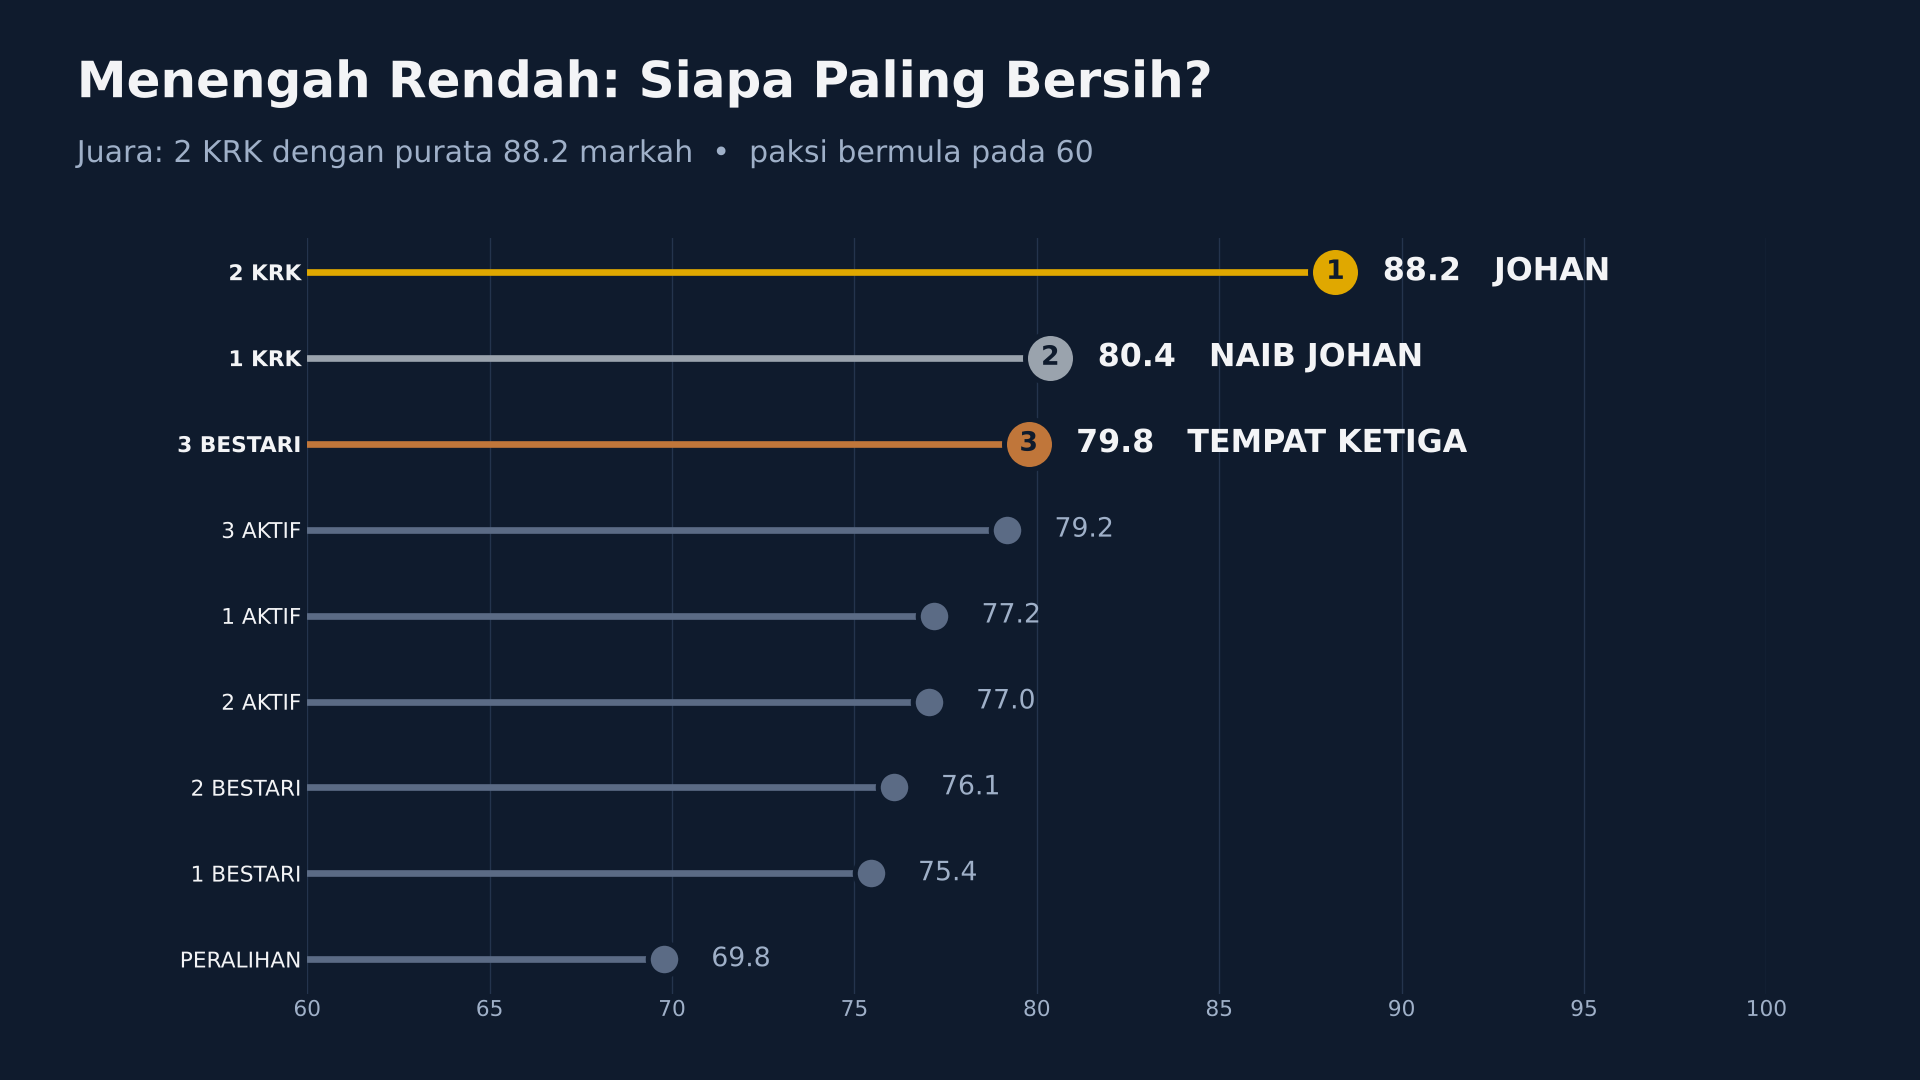 Menengah Rendah: Siapa Paling Bersih?
Juara: 2 KRK dengan purata 88.2 markah • paksi bermula pada 60
2 KRK 1 88.2 JOHAN
1 KRK 2 80.4 NAIB JOHAN
3 BESTARI 3 79.8 TEMPAT KETIGA
3 AKTIF 79.2
1 AKTIF 77.2
2 AKTIF 77.0
2 BESTARI 76.1
1 BESTARI 75.4
PERALIHAN 69.8
60 65 70 75 80 85 90 95 100